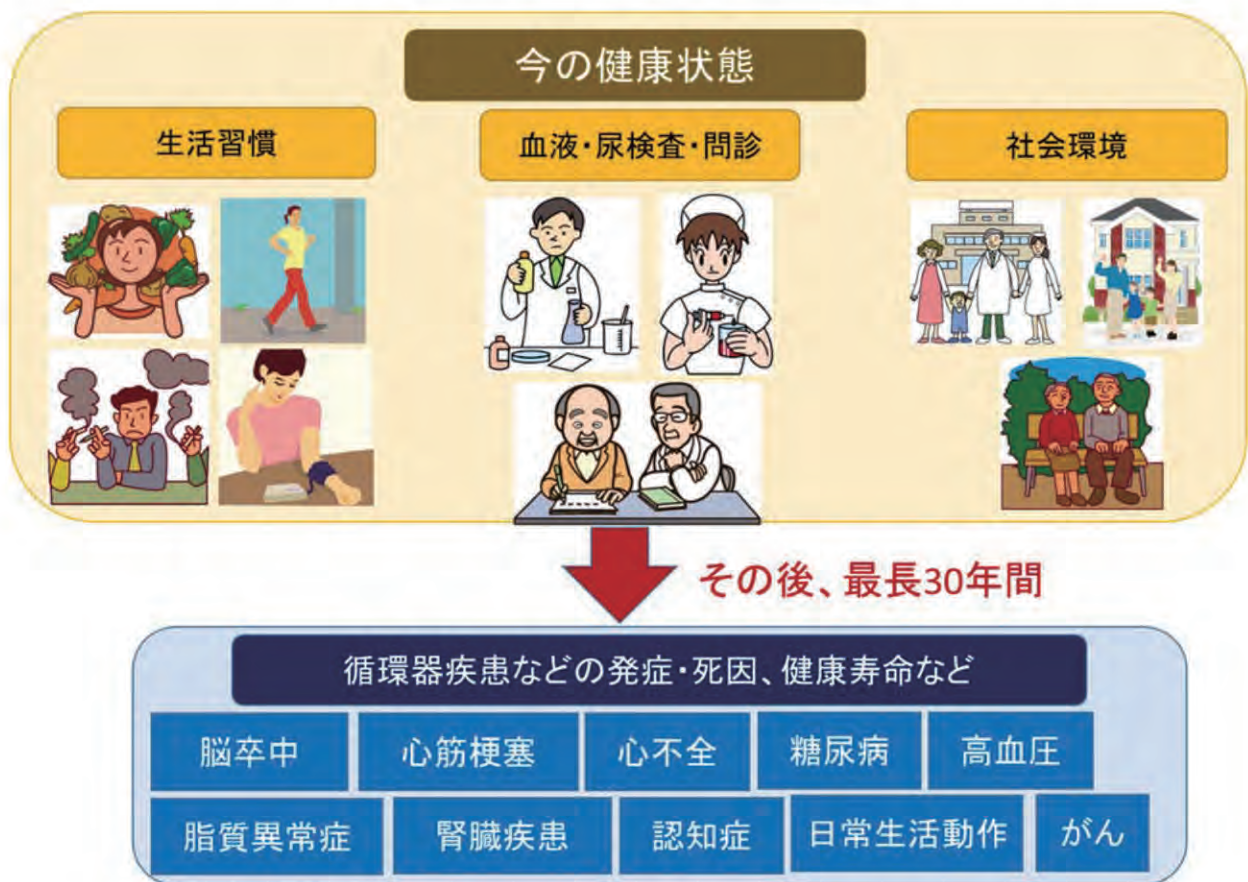 今の健康状態
生活習慣
血液・尿検査・問診
社会環境
その後、最長30年間
循環器疾患などの発症・死因、健康寿命など
脳卒中
心筋梗塞
心不全
糖尿病
高血圧
脂質異常症
腎臓疾患
認知症
日常生活動作
がん